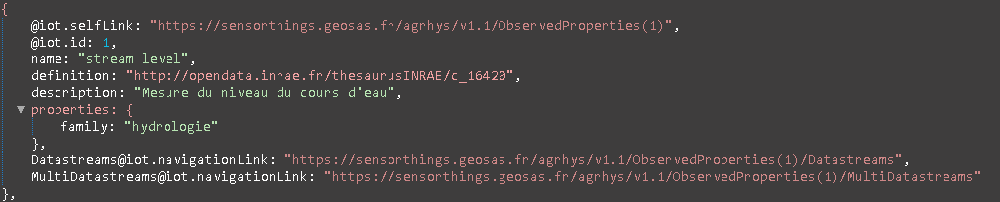 {
@iot.selfLink: "https://sensorthings.geosas.fr/agrhys/v1.1/ObservedProperties(1)",
@iot.id: 1,
name: "stream level",
definition: "http://opendata.inrae.fr/thesaurusINRAE/c_16420",
description: "Mesure du niveau du cours d'eau",
properties: {
family: "hydrologie"
},
Datastreams@iot.navigationLink: "https://sensorthings.geosas.fr/agrhys/v1.1/ObservedProperties(1)/Datastreams",
MultiDatastreams@iot.navigationLink: "https://sensorthings.geosas.fr/agrhys/v1.1/ObservedProperties(1)/MultiDatastreams"
},